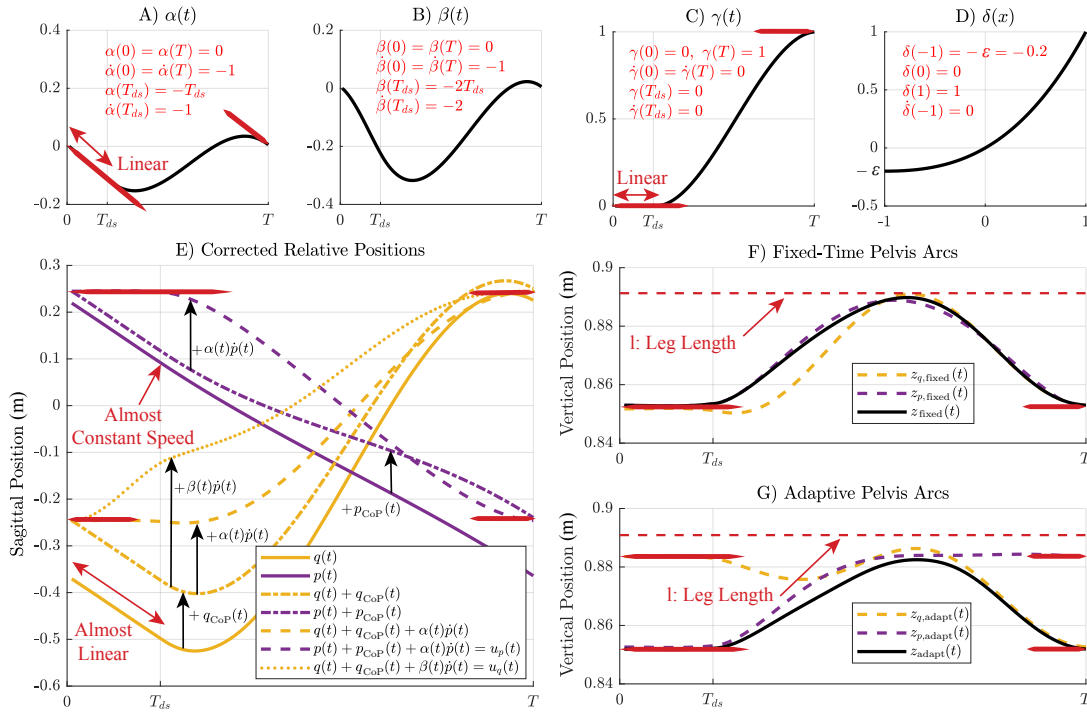 A) α(t)
0.4
0.2
0
-0.2
α(0) = α(T) = 0
α̇(0) = α̇(T) = −1
α(T_ds) = −T_ds
α̇(T_ds) = −1
Linear
0
T_ds
T
B) β(t)
0.2
0
-0.2
-0.4
β(0) = β(T) = 0
β̇(0) = β̇(T) = −1
β(T_ds) = −2T_ds
β̇(T_ds) = −2
0
T_ds
T
C) γ(t)
1
0.5
0
γ(0) = 0, γ(T) = 1
γ̇(0) = γ̇(T) = 0
γ(T_ds) = 0
γ̇(T_ds) = 0
Linear
0
T_ds
T
D) δ(x)
1
0.5
0
− ε
-0.5
δ(−1) = − ε = −0.2
δ(0) = 0
δ(1) = 1
δ̇(−1) = 0
-1
0
1
E) Corrected Relative Positions
Sagittal Position (m)
0.3
0.2
0.1
0
-0.1
-0.2
-0.3
-0.4
-0.5
-0.6
+α(t)ṗ(t)
Almost
Constant Speed
+β(t)ṗ(t)
+α(t)ṗ(t)
+p_CoP(t)
+ q_CoP(t)
Almost
Linear
q(t)
p(t)
q(t) + q_CoP(t)
p(t) + p_CoP(t)
q(t) + q_CoP(t) + α(t)ṗ(t)
p(t) + p_CoP(t) + α(t)ṗ(t) = u_p(t)
q(t) + q_CoP(t) + β(t)ṗ(t) = u_q(t)
0
T_ds
T
F) Fixed-Time Pelvis Arcs
Vertical Position (m)
0.9
0.88
0.86
0.84
l: Leg Length
z_q,fixed(t)
z_p,fixed(t)
z_fixed(t)
0
T_ds
T
G) Adaptive Pelvis Arcs
Vertical Position (m)
0.9
0.88
0.86
0.84
l: Leg Length
z_q,adapt(t)
z_p,adapt(t)
z_adapt(t)
0
T_ds
T